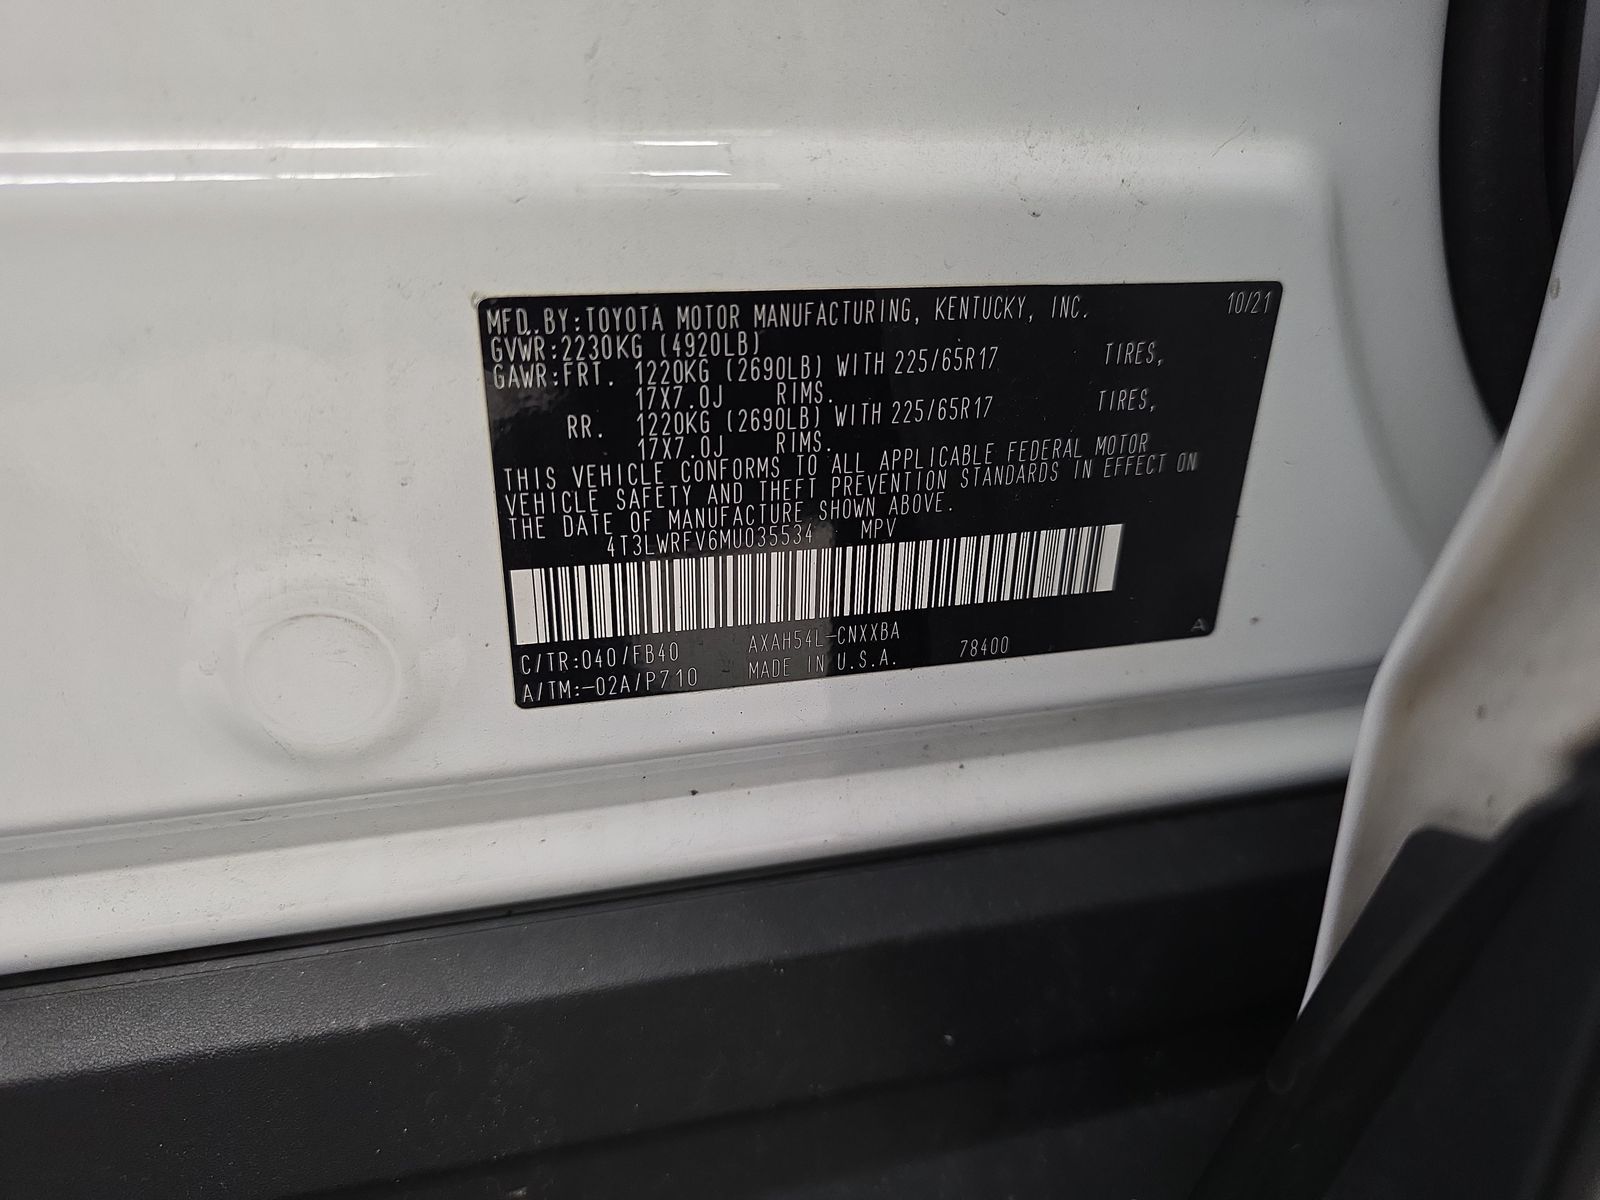 MFD. BY:TOYOTA MOTOR MANUFACTURING, KENTUCKY, INC. 10/21
GVWR:2230KG (4920LB)
GAWR:FRT. 1220KG (2690LB) WITH 225/65R17 TIRES,
17X7.0J RIMS.
RR. 1220KG (2690LB) WITH 225/65R17 TIRES,
17X7.0J RIMS.
THIS VEHICLE CONFORMS TO ALL APPLICABLE FEDERAL MOTOR
VEHICLE SAFETY AND THEFT PREVENTION STANDARDS IN EFFECT ON
THE DATE OF MANUFACTURE SHOWN ABOVE.
4T3LWRFV6MU035534 MPV
C/TR:040/FB40 AXAH54L-CNXXBA
A/TM:-02A/P710 MADE IN U.S.A. 78400 A